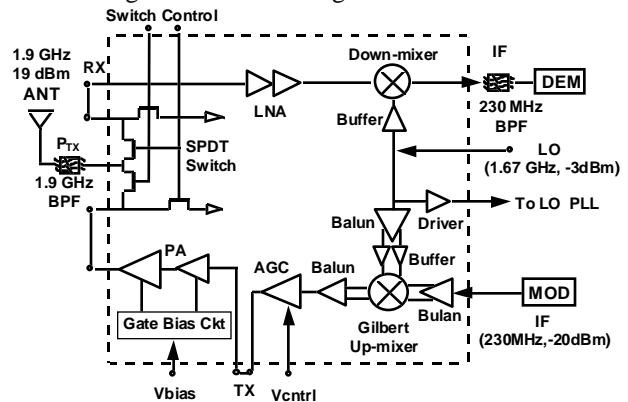 Switch Control
1.9 GHz
19 dBm
ANT
RX
Down-mixer
IF
DEM
LNA
230 MHz
BPF
Buffer
PTX
SPDT
Switch
LO
(1.67 GHz, -3dBm)
1.9 GHz
BPF
To LO PLL
Balun
Driver
PA
AGC
Balun
Buffer
MOD
Gate Bias Ckt
Bulan
Gilbert
Up-mixer
IF
(230MHz,-20dBm)
Vbias
TX
Vcntrl